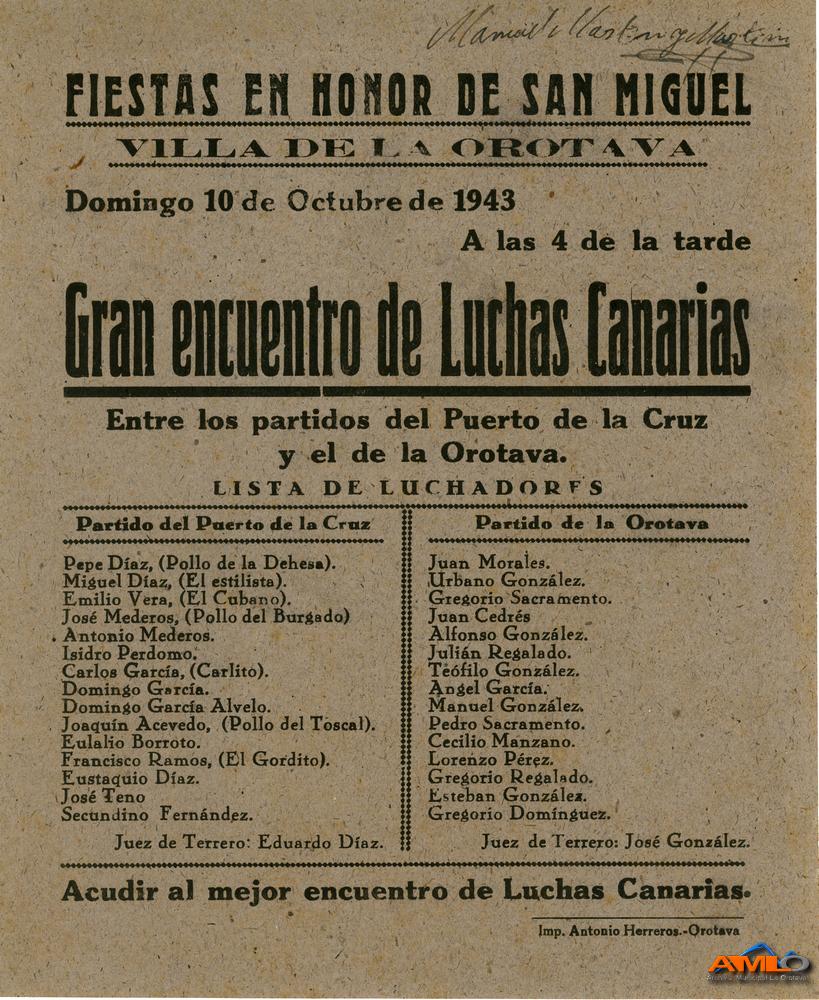 FIESTAS EN HONOR DE SAN MIGUEL
VILLA DE LA OROTAVA
Domingo 10 de Octubre de 1943
A las 4 de la tarde
Gran encuentro de Luchas Canarias
Entre los partidos del Puerto de la Cruz
y el de la Orotava.
LISTA DE LUCHADORES
Partido del Puerto de la Cruz
Pepe Díaz, (Pollo de la Dehesa).
Miguel Díaz, (El estilista).
Emilio Vera, (El Cubano).
José Mederos, (Pollo del Burgado)
Antonio Mederos.
Isidro Perdomo.
Carlos García, (Carlito).
Domingo García.
Domingo García Alvelo.
Joaquín Acevedo, (Pollo del Toscal).
Eulalio Borroto.
Francisco Ramos, (El Gordito).
Eustaquio Díaz.
José Teno
Secundino Fernández.
Juez de Terrero: Eduardo Díaz.
Partido de la Orotava
Juan Morales.
Urbano González.
Gregorio Sacramento.
Juan Cedrés
Alfonso González.
Julián Regalado.
Teófilo González.
Angel García.
Manuel González.
Pedro Sacramento.
Cecilio Manzano.
Lorenzo Pérez.
Gregorio Regalado.
Esteban González.
Gregorio Domínguez.
Juez de Terrero: José González.
Acudir al mejor encuentro de Luchas Canarias.
Imp. Antonio Herreros.-Orotava
AMLO
Archivo Municipal La Orotava